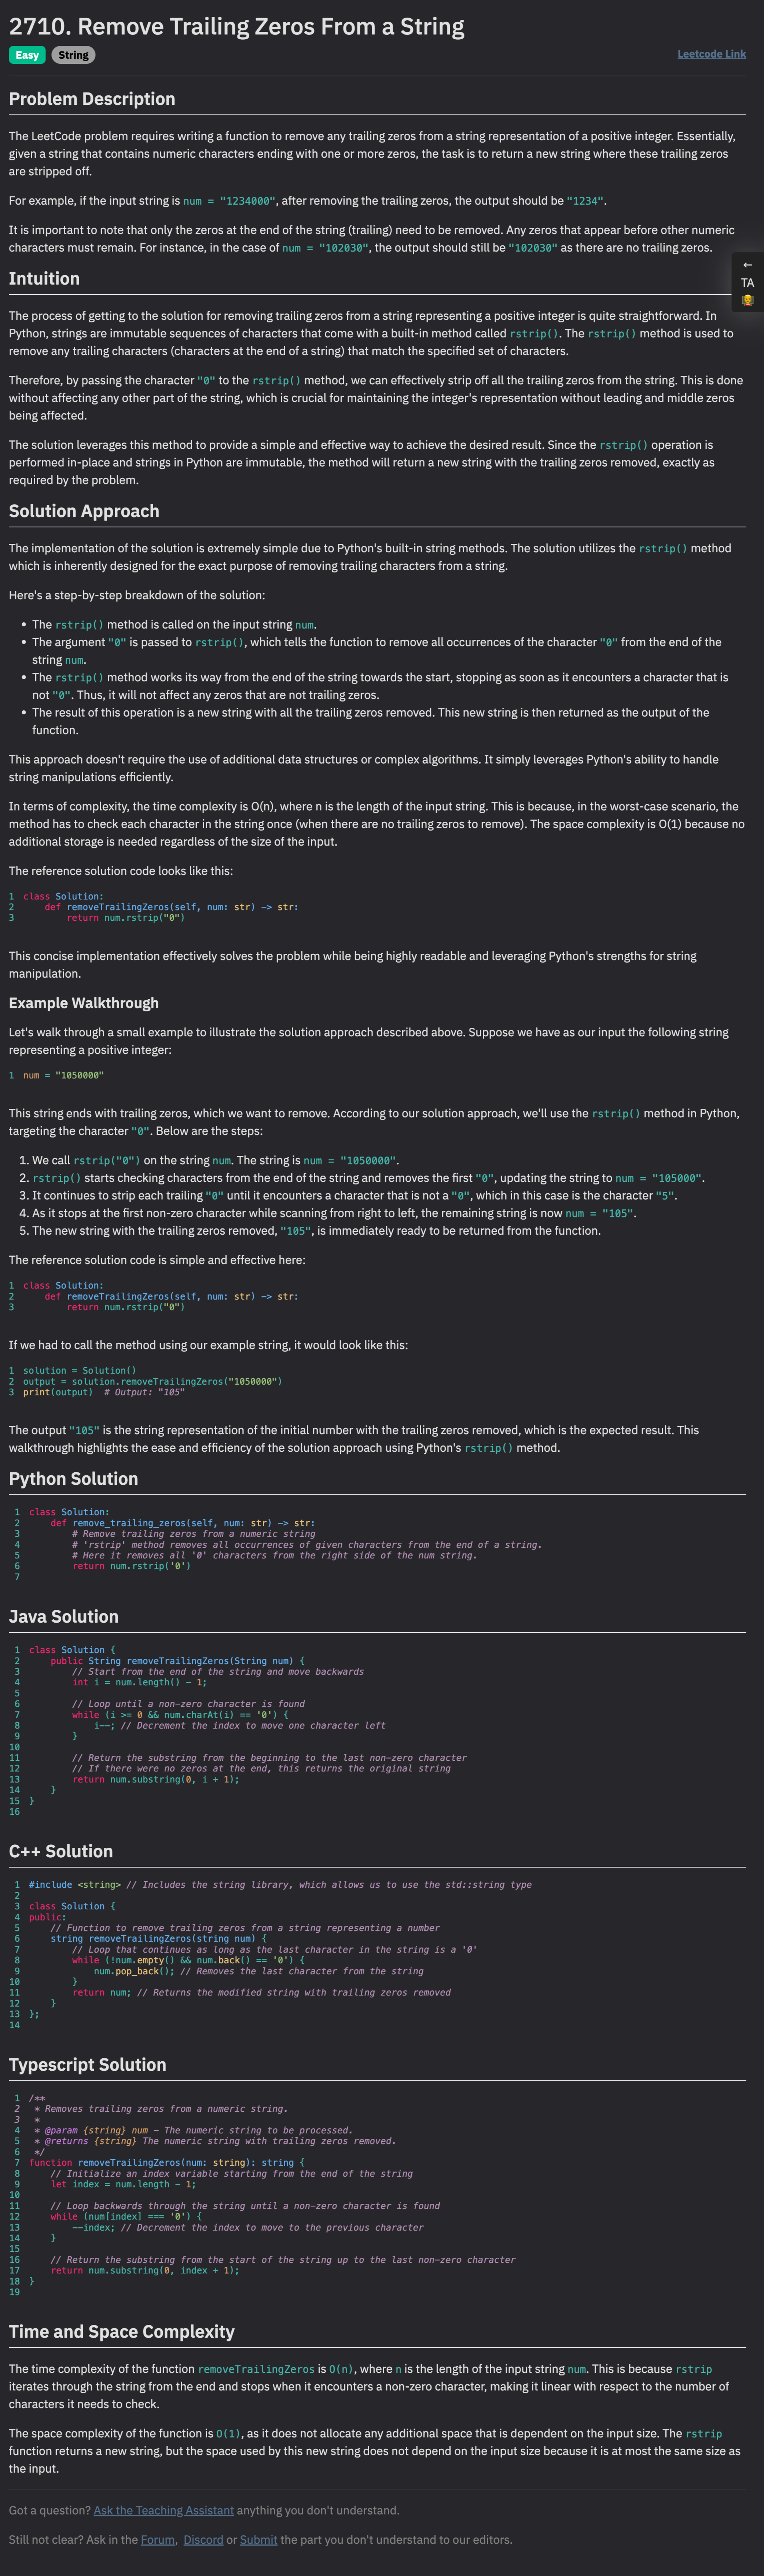 2710. Remove Trailing Zeros From a String
Easy String Leetcode Link
Problem Description
The LeetCode problem requires writing a function to remove any trailing zeros from a string representation of a positive integer. Essentially,
given a string that contains numeric characters ending with one or more zeros, the task is to return a new string where these trailing zeros
are stripped off.
For example, if the input string is num = "1234000", after removing the trailing zeros, the output should be "1234".
It is important to note that only the zeros at the end of the string (trailing) need to be removed. Any zeros that appear before other numeric
characters must remain. For instance, in the case of num = "102030", the output should still be "102030" as there are no trailing zeros.
←
TA
Intuition
The process of getting to the solution for removing trailing zeros from a string representing a positive integer is quite straightforward. In
Python, strings are immutable sequences of characters that come with a built-in method called rstrip(). The rstrip() method is used to
remove any trailing characters (characters at the end of a string) that match the specified set of characters.
Therefore, by passing the character "0" to the rstrip() method, we can effectively strip off all the trailing zeros from the string. This is done
without affecting any other part of the string, which is crucial for maintaining the integer's representation without leading and middle zeros
being affected.
The solution leverages this method to provide a simple and effective way to achieve the desired result. Since the rstrip() operation is
performed in-place and strings in Python are immutable, the method will return a new string with the trailing zeros removed, exactly as
required by the problem.
Solution Approach
The implementation of the solution is extremely simple due to Python's built-in string methods. The solution utilizes the rstrip() method
which is inherently designed for the exact purpose of removing trailing characters from a string.
Here's a step-by-step breakdown of the solution:
• The rstrip() method is called on the input string num.
• The argument "0" is passed to rstrip(), which tells the function to remove all occurrences of the character "0" from the end of the
string num.
• The rstrip() method works its way from the end of the string towards the start, stopping as soon as it encounters a character that is
not "0". Thus, it will not affect any zeros that are not trailing zeros.
• The result of this operation is a new string with all the trailing zeros removed. This new string is then returned as the output of the
function.
This approach doesn't require the use of additional data structures or complex algorithms. It simply leverages Python's ability to handle
string manipulations efficiently.
In terms of complexity, the time complexity is O(n), where n is the length of the input string. This is because, in the worst-case scenario, the
method has to check each character in the string once (when there are no trailing zeros to remove). The space complexity is O(1) because no
additional storage is needed regardless of the size of the input.
The reference solution code looks like this:
1 class Solution:
2     def removeTrailingZeros(self, num: str) -> str:
3         return num.rstrip("0")
This concise implementation effectively solves the problem while being highly readable and leveraging Python's strengths for string
manipulation.
Example Walkthrough
Let's walk through a small example to illustrate the solution approach described above. Suppose we have as our input the following string
representing a positive integer:
1 num = "1050000"
This string ends with trailing zeros, which we want to remove. According to our solution approach, we'll use the rstrip() method in Python,
targeting the character "0". Below are the steps:
1. We call rstrip("0") on the string num. The string is num = "1050000".
2. rstrip() starts checking characters from the end of the string and removes the first "0", updating the string to num = "105000".
3. It continues to strip each trailing "0" until it encounters a character that is not a "0", which in this case is the character "5".
4. As it stops at the first non-zero character while scanning from right to left, the remaining string is now num = "105".
5. The new string with the trailing zeros removed, "105", is immediately ready to be returned from the function.
The reference solution code is simple and effective here:
1 class Solution:
2     def removeTrailingZeros(self, num: str) -> str:
3         return num.rstrip("0")
If we had to call the method using our example string, it would look like this:
1 solution = Solution()
2 output = solution.removeTrailingZeros("1050000")
3 print(output)  # Output: "105"
The output "105" is the string representation of the initial number with the trailing zeros removed, which is the expected result. This
walkthrough highlights the ease and efficiency of the solution approach using Python's rstrip() method.
Python Solution
1 class Solution:
2     def remove_trailing_zeros(self, num: str) -> str:
3         # Remove trailing zeros from a numeric string
4         # 'rstrip' method removes all occurrences of given characters from the end of a string.
5         # Here it removes all '0' characters from the right side of the num string.
6         return num.rstrip('0')
7
Java Solution
1 class Solution {
2     public String removeTrailingZeros(String num) {
3         // Start from the end of the string and move backwards
4         int i = num.length() - 1;
5
6         // Loop until a non-zero character is found
7         while (i >= 0 && num.charAt(i) == '0') {
8             i--; // Decrement the index to move one character left
9         }
10
11         // Return the substring from the beginning to the last non-zero character
12         // If there were no zeros at the end, this returns the original string
13         return num.substring(0, i + 1);
14     }
15 }
16
C++ Solution
1 #include <string> // Includes the string library, which allows us to use the std::string type
2
3 class Solution {
4 public:
5     // Function to remove trailing zeros from a string representing a number
6     string removeTrailingZeros(string num) {
7         // Loop that continues as long as the last character in the string is a '0'
8         while (!num.empty() && num.back() == '0') {
9             num.pop_back(); // Removes the last character from the string
10         }
11         return num; // Returns the modified string with trailing zeros removed
12     }
13 };
14
Typescript Solution
1 /**
2  * Removes trailing zeros from a numeric string.
3  *
4  * @param {string} num - The numeric string to be processed.
5  * @returns {string} The numeric string with trailing zeros removed.
6  */
7 function removeTrailingZeros(num: string): string {
8     // Initialize an index variable starting from the end of the string
9     let index = num.length - 1;
10
11     // Loop backwards through the string until a non-zero character is found
12     while (num[index] === '0') {
13         --index; // Decrement the index to move to the previous character
14     }
15
16     // Return the substring from the start of the string up to the last non-zero character
17     return num.substring(0, index + 1);
18 }
19
Time and Space Complexity
The time complexity of the function removeTrailingZeros is O(n), where n is the length of the input string num. This is because rstrip
iterates through the string from the end and stops when it encounters a non-zero character, making it linear with respect to the number of
characters it needs to check.
The space complexity of the function is O(1), as it does not allocate any additional space that is dependent on the input size. The rstrip
function returns a new string, but the space used by this new string does not depend on the input size because it is at most the same size as
the input.
Got a question? Ask the Teaching Assistant anything you don't understand.
Still not clear? Ask in the Forum, Discord or Submit the part you don't understand to our editors.